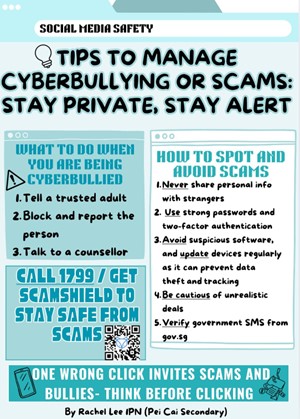 SOCIAL MEDIA SAFETY
TIPS TO MANAGE
CYBERBULLYING OR SCAMS:
STAY PRIVATE, STAY ALERT
WHAT TO DO WHEN
YOU ARE BEING
CYBERBULLIED
1. Tell a trusted adult
2. Block and report the
person
3. Talk to a counsellor
CALL 1799 / GET
SCAMSHIELD TO
STAY SAFE FROM
SCAMS
HOW TO SPOT AND
AVOID SCAMS
1. Never share personal info
with strangers
2. Use strong passwords and
two-factor authentication
3. Avoid suspicious software,
and update devices regularly
as it can prevent data
theft and tracking
4. Be cautious of unrealistic
deals
5. Verify government SMS from
gov.sg
ONE WRONG CLICK INVITES SCAMS AND
BULLIES- THINK BEFORE CLICKING
By Rachel Lee 1PN (Pei Cai Secondary)